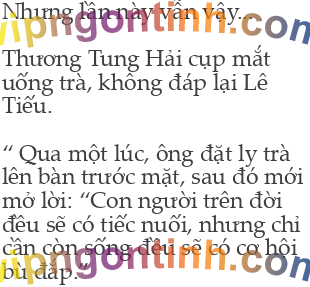 Nhưng lần này vẫn vậy...
vipngontinh.com
Thương Tung Hải cụp mắt
uống trà, không đáp lại Lê
Tiếu.
“ Qua một lúc, ông đặt ly trà
lên bàn trước mặt, sau đó mới
mở lời: “Con người trên đời
đều sẽ có tiếc nuối, nhưng chỉ
cần còn sống đều sẽ có cơ hội
vipngontinh.com
bù đắp.“